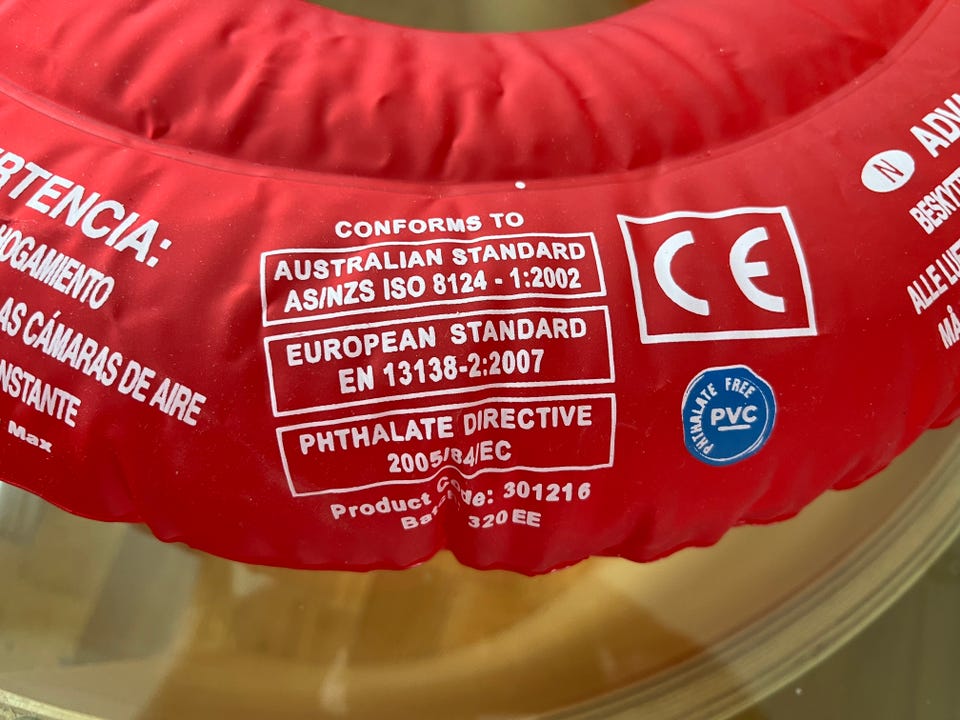 RTENCIA:
HOGAMIENTO
AS CÁMARAS DE AIRE
NSTANTE
Max
CONFORMS TO
AUSTRALIAN STANDARD
AS/NZS ISO 8124 - 1:2002
EUROPEAN STANDARD
EN 13138-2:2007
PHTHALATE DIRECTIVE
2005/84/EC
Product Code: 301216
320 EE
CE
PHTHALATE FREE
PVC
N
ADV
BESKYT
ALLE LU
MÅ